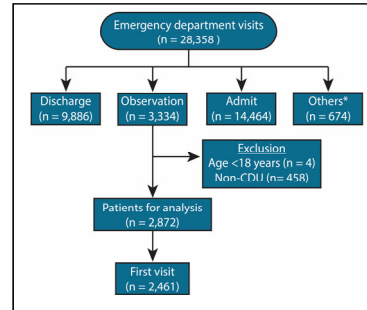 Emergency department visits
(n = 28,358 )
Discharge
(n = 9,886)
Observation
(n = 3,334)
Admit
(n = 14,464)
Others*
(n = 674)
Exclusion
Age <18 years (n = 4)
Non-CDU (n= 458)
Patients for analysis
(n = 2,872)
First visit
(n = 2,461)